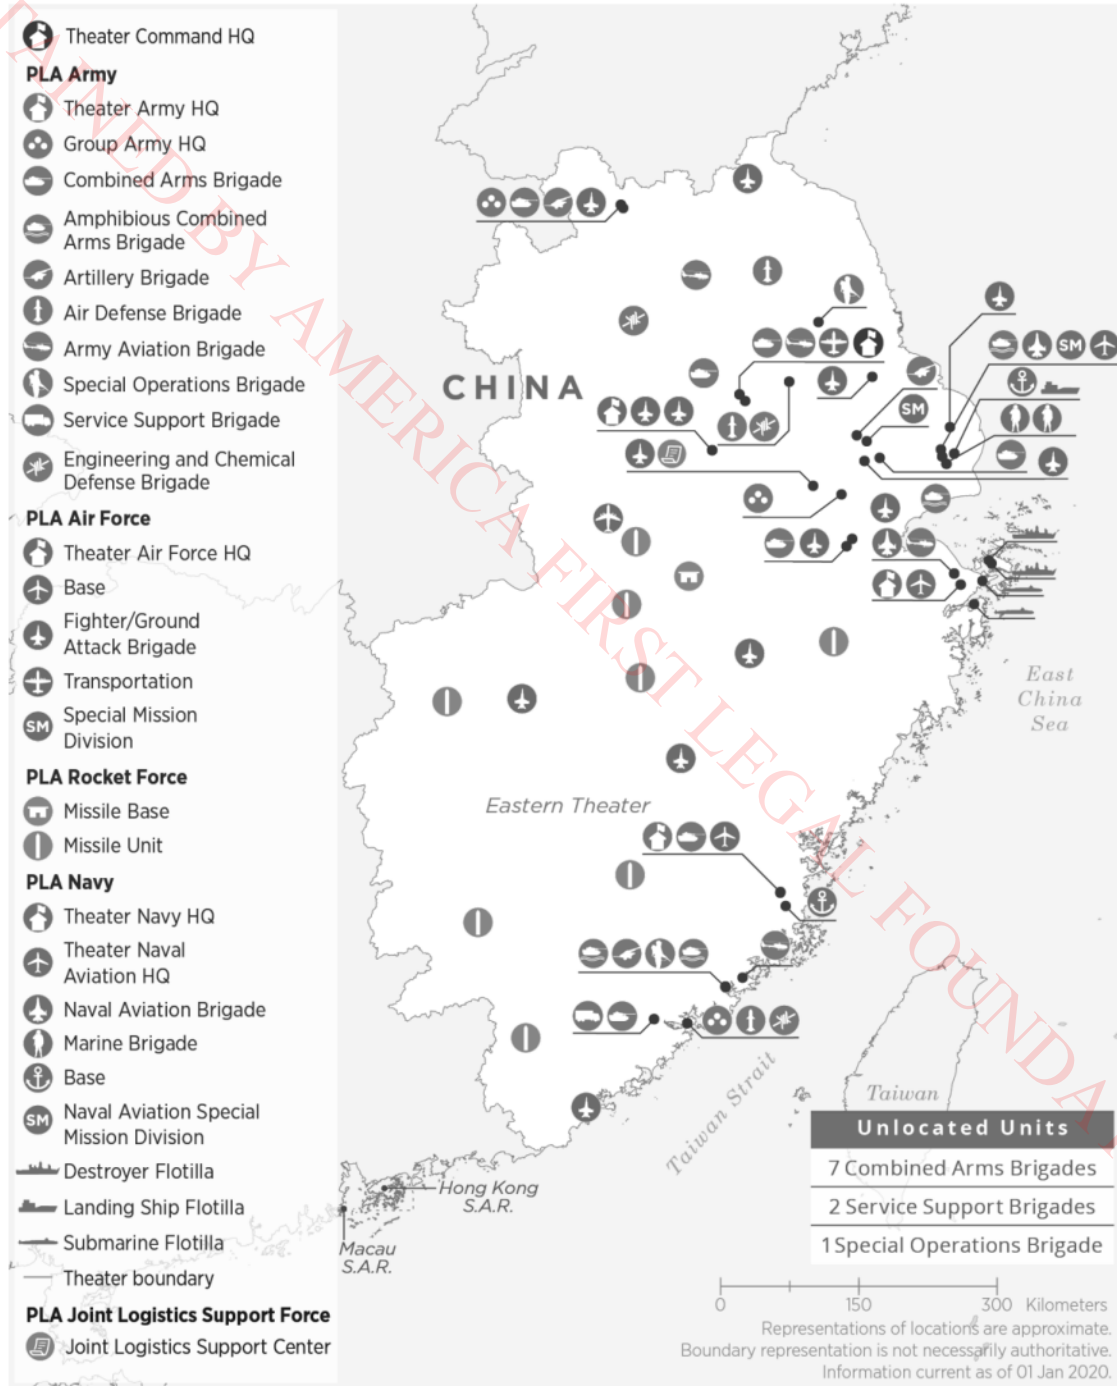 Theater Command HQ
PLA Army
Theater Army HQ
Group Army HQ
Combined Arms Brigade
Amphibious Combined
Arms Brigade
Artillery Brigade
Air Defense Brigade
Army Aviation Brigade
Special Operations Brigade
Service Support Brigade
Engineering and Chemical
Defense Brigade
PLA Air Force
Theater Air Force HQ
Base
Fighter/Ground
Attack Brigade
Transportation
SM
Special Mission
Division
PLA Rocket Force
Missile Base
Missile Unit
PLA Navy
Theater Navy HQ
Theater Naval
Aviation HQ
Naval Aviation Brigade
Marine Brigade
Base
SM
Naval Aviation Special
Mission Division
Destroyer Flotilla
Landing Ship Flotilla
Submarine Flotilla
Theater boundary
PLA Joint Logistics Support Force
Joint Logistics Support Center
SM
CHINA
SM
East
China
Sea
Eastern Theater
Taiwan Strait
Taiwan
Hong Kong
S.A.R.
Macau
S.A.R.
Unlocated Units
7 Combined Arms Brigades
2 Service Support Brigades
1 Special Operations Brigade
0 150 300 Kilometers
Representations of locations are approximate.
Boundary representation is not necessarily authoritative.
Information current as of 01 Jan 2020.
TAINED BY AMERICA FIRST LEGAL FOUNDA